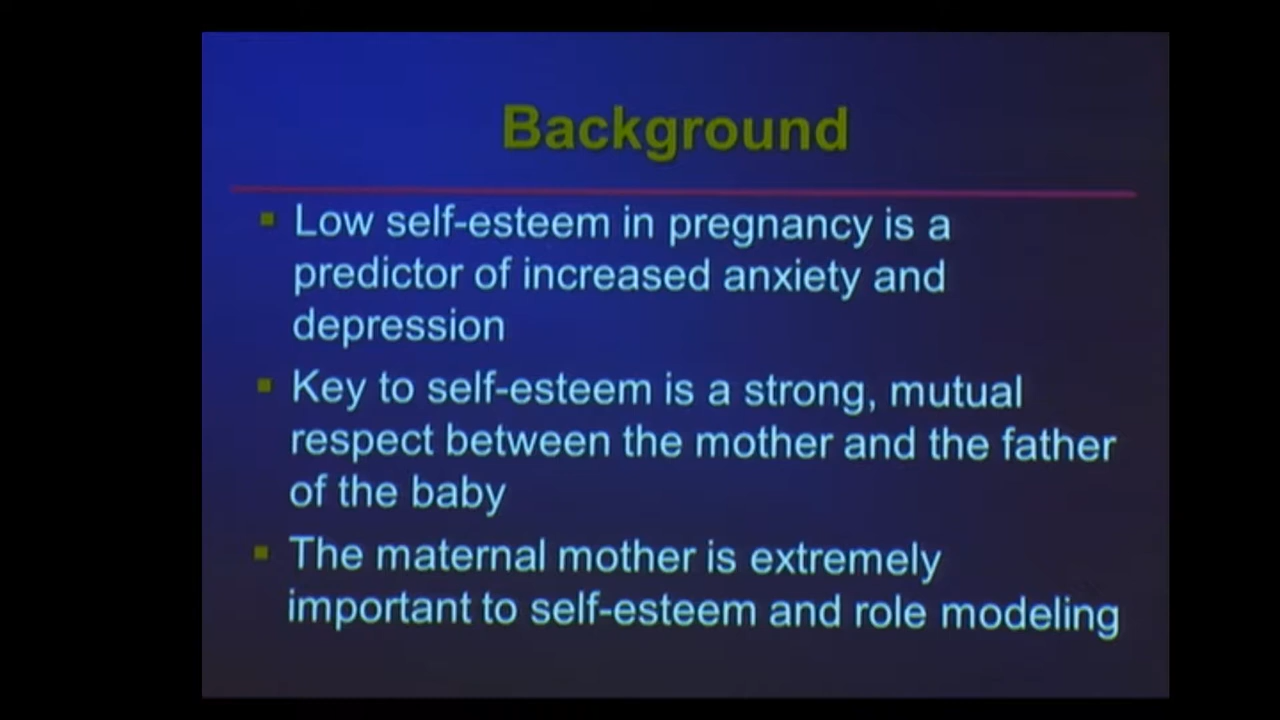 Background
Low self-esteem in pregnancy is a
predictor of increased anxiety and
depression
Key to self-esteem is a strong, mutual
respect between the mother and the father
of the baby
The maternal mother is extremely
important to self-esteem and role modeling